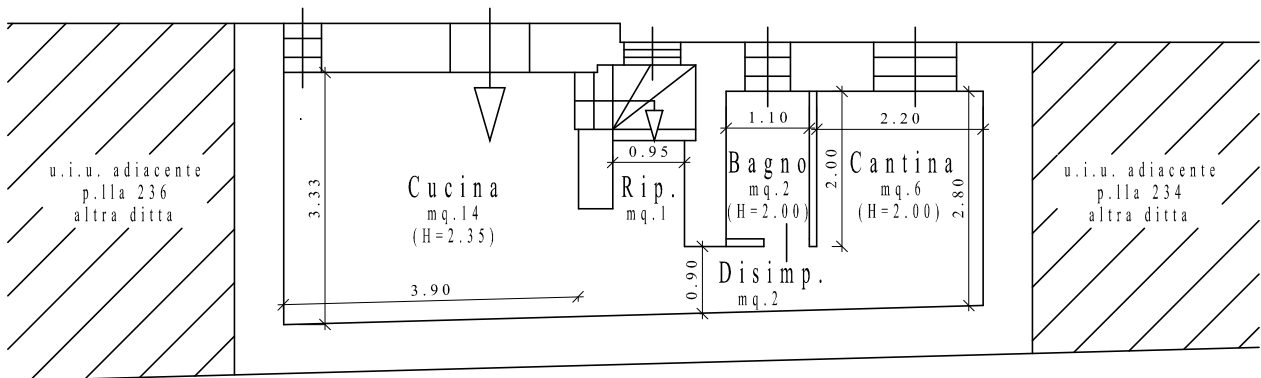 u.i.u. adiacente
p.lla 236
altra ditta
3.33
Cucina
mq.14
(H=2.35)
3.90
0.95
Rip.
mq.1
1.10
Bagno
mq.2
(H=2.00)
2.00
2.20
Cantina
mq.6
(H=2.00)
2.80
0.90
Disimp.
mq.2
u.i.u. adiacente
p.lla 234
altra ditta